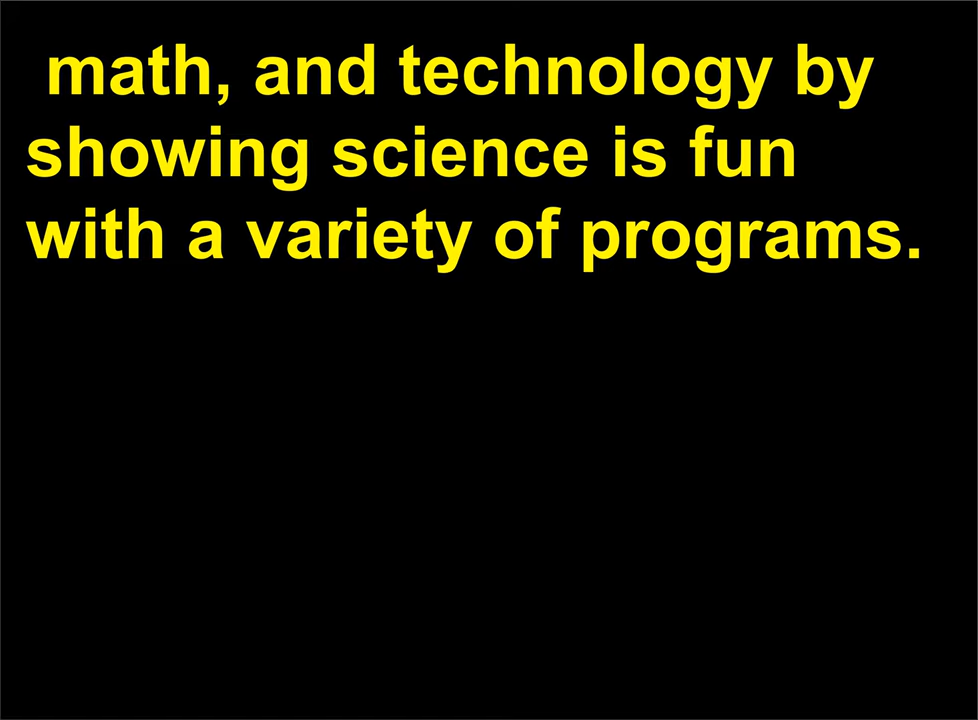 math, and technology by
showing science is fun
with a variety of programs.